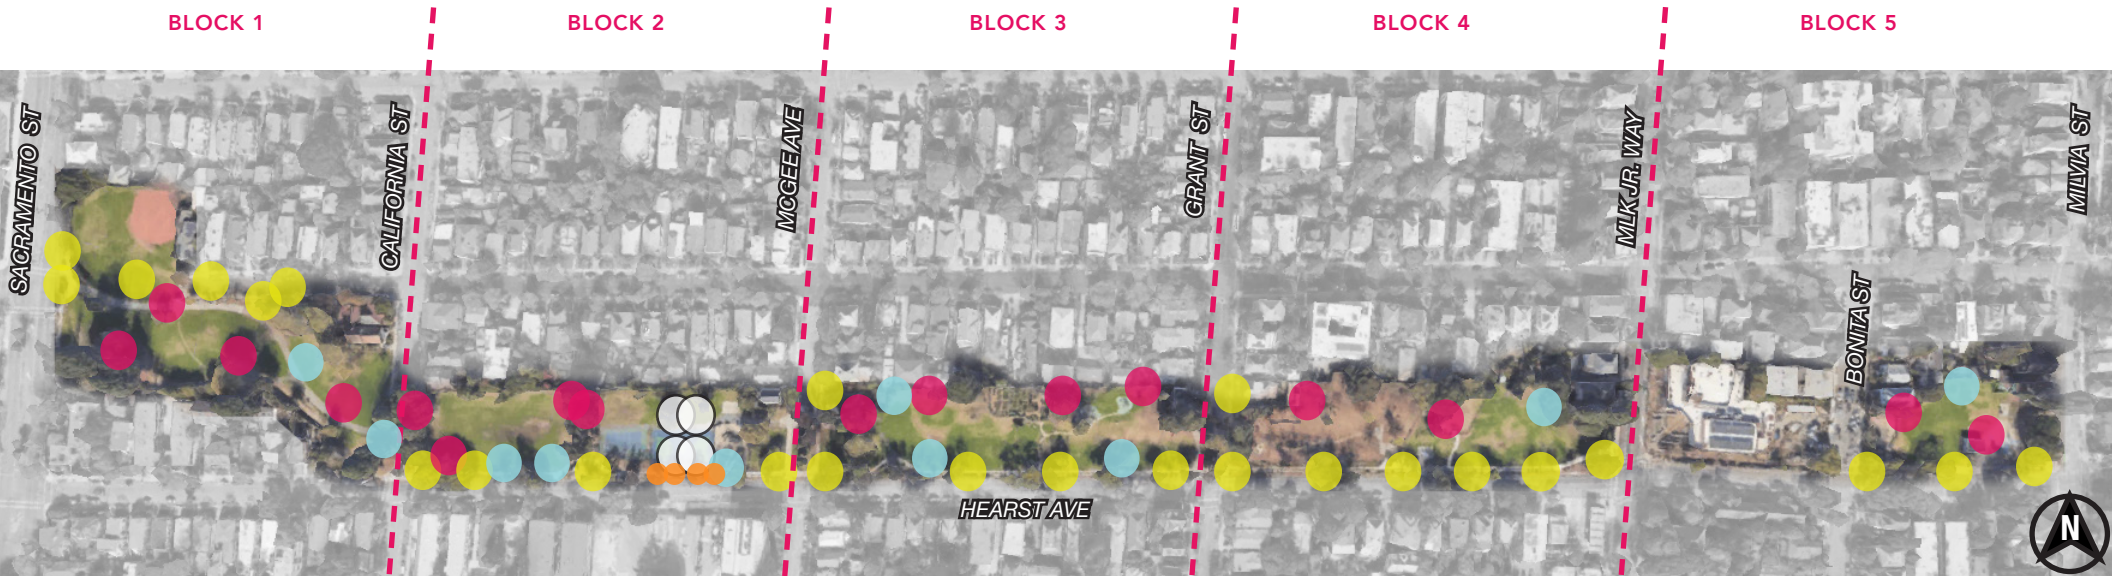 BLOCK 1
BLOCK 2
BLOCK 3
BLOCK 4
BLOCK 5
SACRAMENTO ST
CALIFORNIA ST
MCGEE AVE
GRANT ST
MLK JR. WAY
BONITA ST
MILVIA ST
HEARST AVE
N